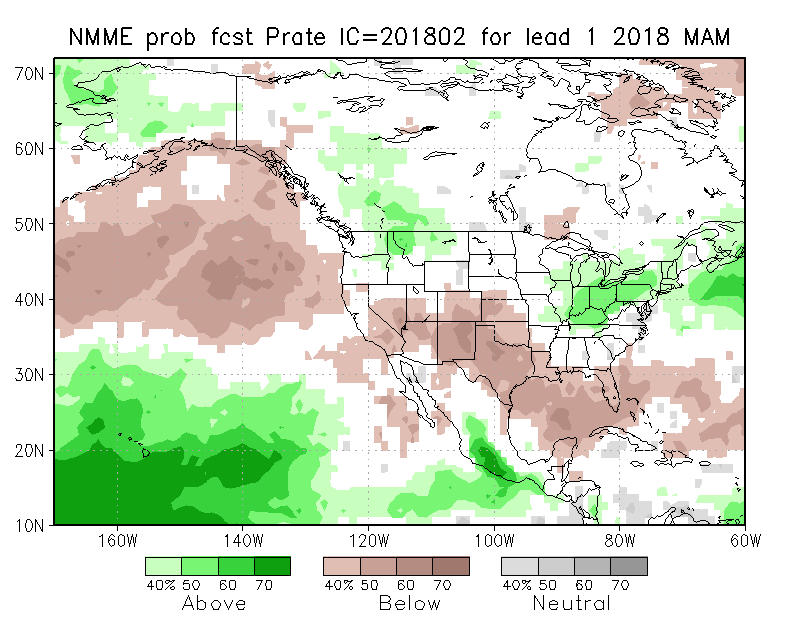 NMME prob fcst Prate IC=201802 for lead 1 2018 MAM
70N
60N
50N
40N
30N
20N
10N
160W 140W 120W 100W 80W 60W
40% 50 60 70 40% 50 60 70 40% 50 60 70
Above Below Neutral